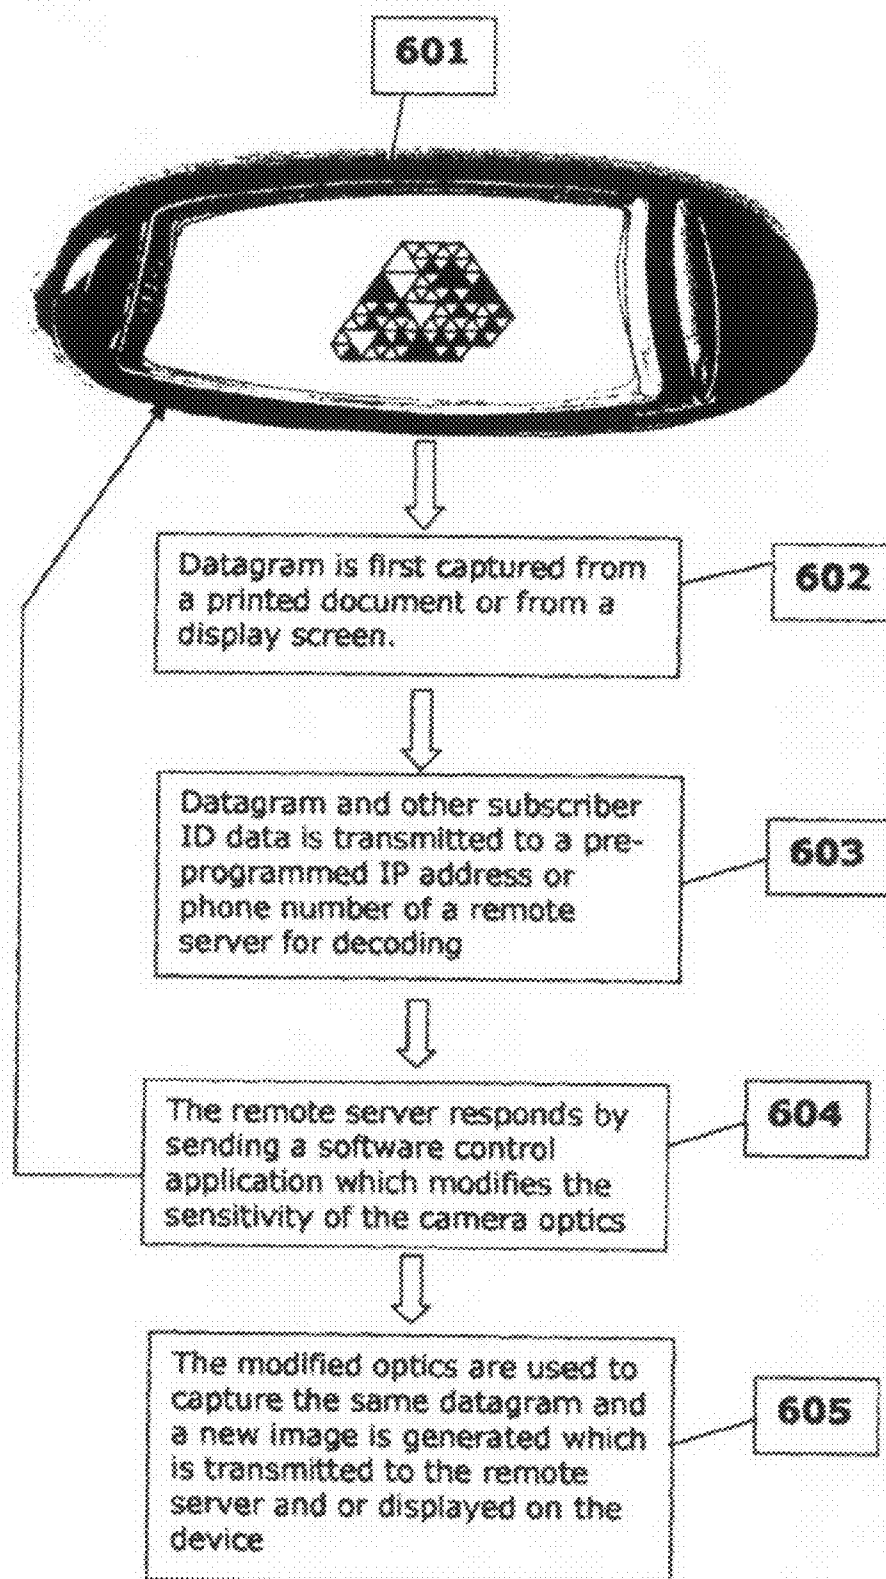 601
Datagram is first captured from
a printed document or from a
display screen.
602
Datagram and other subscriber
ID data is transmitted to a pre-
programmed IP address or
phone number of a remote
server for decoding
603
The remote server responds by
sending a software control
application which modifies the
sensitivity of the camera optics
604
The modified optics are used to
capture the same datagram and
a new image is generated which
is transmitted to the remote
server and or displayed on the
device
605